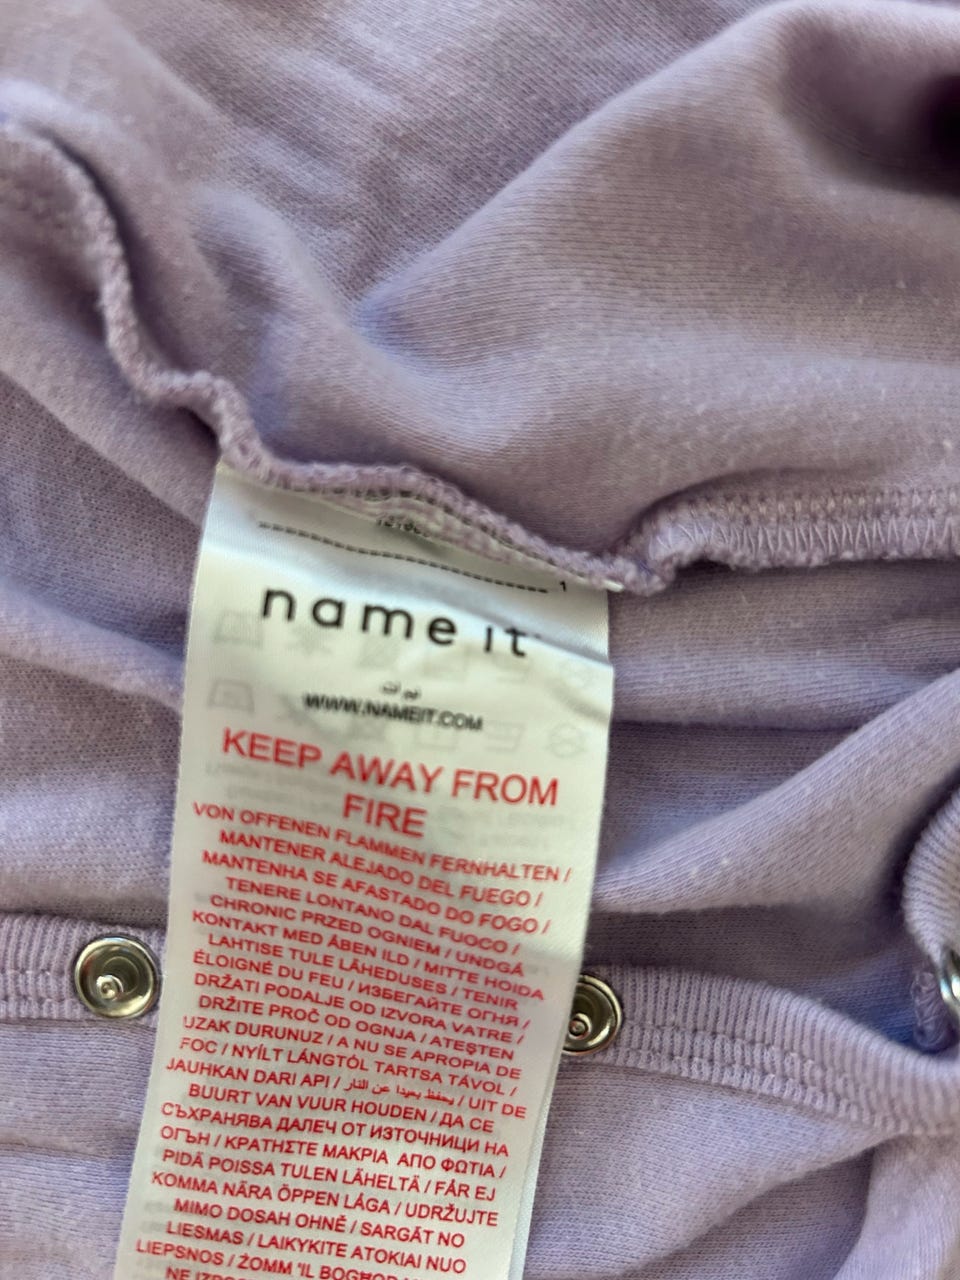 name it
WWW.NAMEIT.COM
KEEP AWAY FROM
FIRE
VON OFFENEN FLAMMEN FERNHALTEN /
MANTENER ALEJADO DEL FUEGO /
MANTENHA SE AFASTADO DO FOGO /
TENERE LONTANO DAL FUOCO /
CHRONIC PRZED OGNIEM / UNDGÅ
KONTAKT MED ÅBEN ILD / MITTE HOIDA
LAHTISE TULE LÄHEDUSES / TENIR
ÉLOIGNÉ DU FEU / ИЗБЕГАЙТЕ ОГНЯ /
DRŽATI PODALJE OD IZVORA VATRE /
DRŽITE PROČ OD OGNJA / ATEŞTEN
UZAK DURUNUZ / A NU SE APROPIA DE
FOC / NYÍLT LÁNGTÓL TARTSA TÁVOL /
JAUHKAN DARI API / يحفظ بعيدا عن النار / UIT DE
BUURT VAN VUUR HOUDEN / ДА СЕ
СЪХРАНЯВА ДАЛЕЧ ОТ ИЗТОЧНИЦИ НА
ОГЪН / ΚΡΑΤΗΣΤΕ ΜΑΚΡΙΑ ΑΠΟ ΦΩΤΙΑ /
PIDÄ POISSA TULEN LÄHELTÄ / FÅR EJ
KOMMA NÄRA ÖPPEN LÅGA / UDRŽUJTE
MIMO DOSAH OHNĚ / SARGĀT NO
LIESMAS / LAIKYKITE ATOKIAI NUO
LIEPSNOS / ŻOMM 'IL BOGĦOD